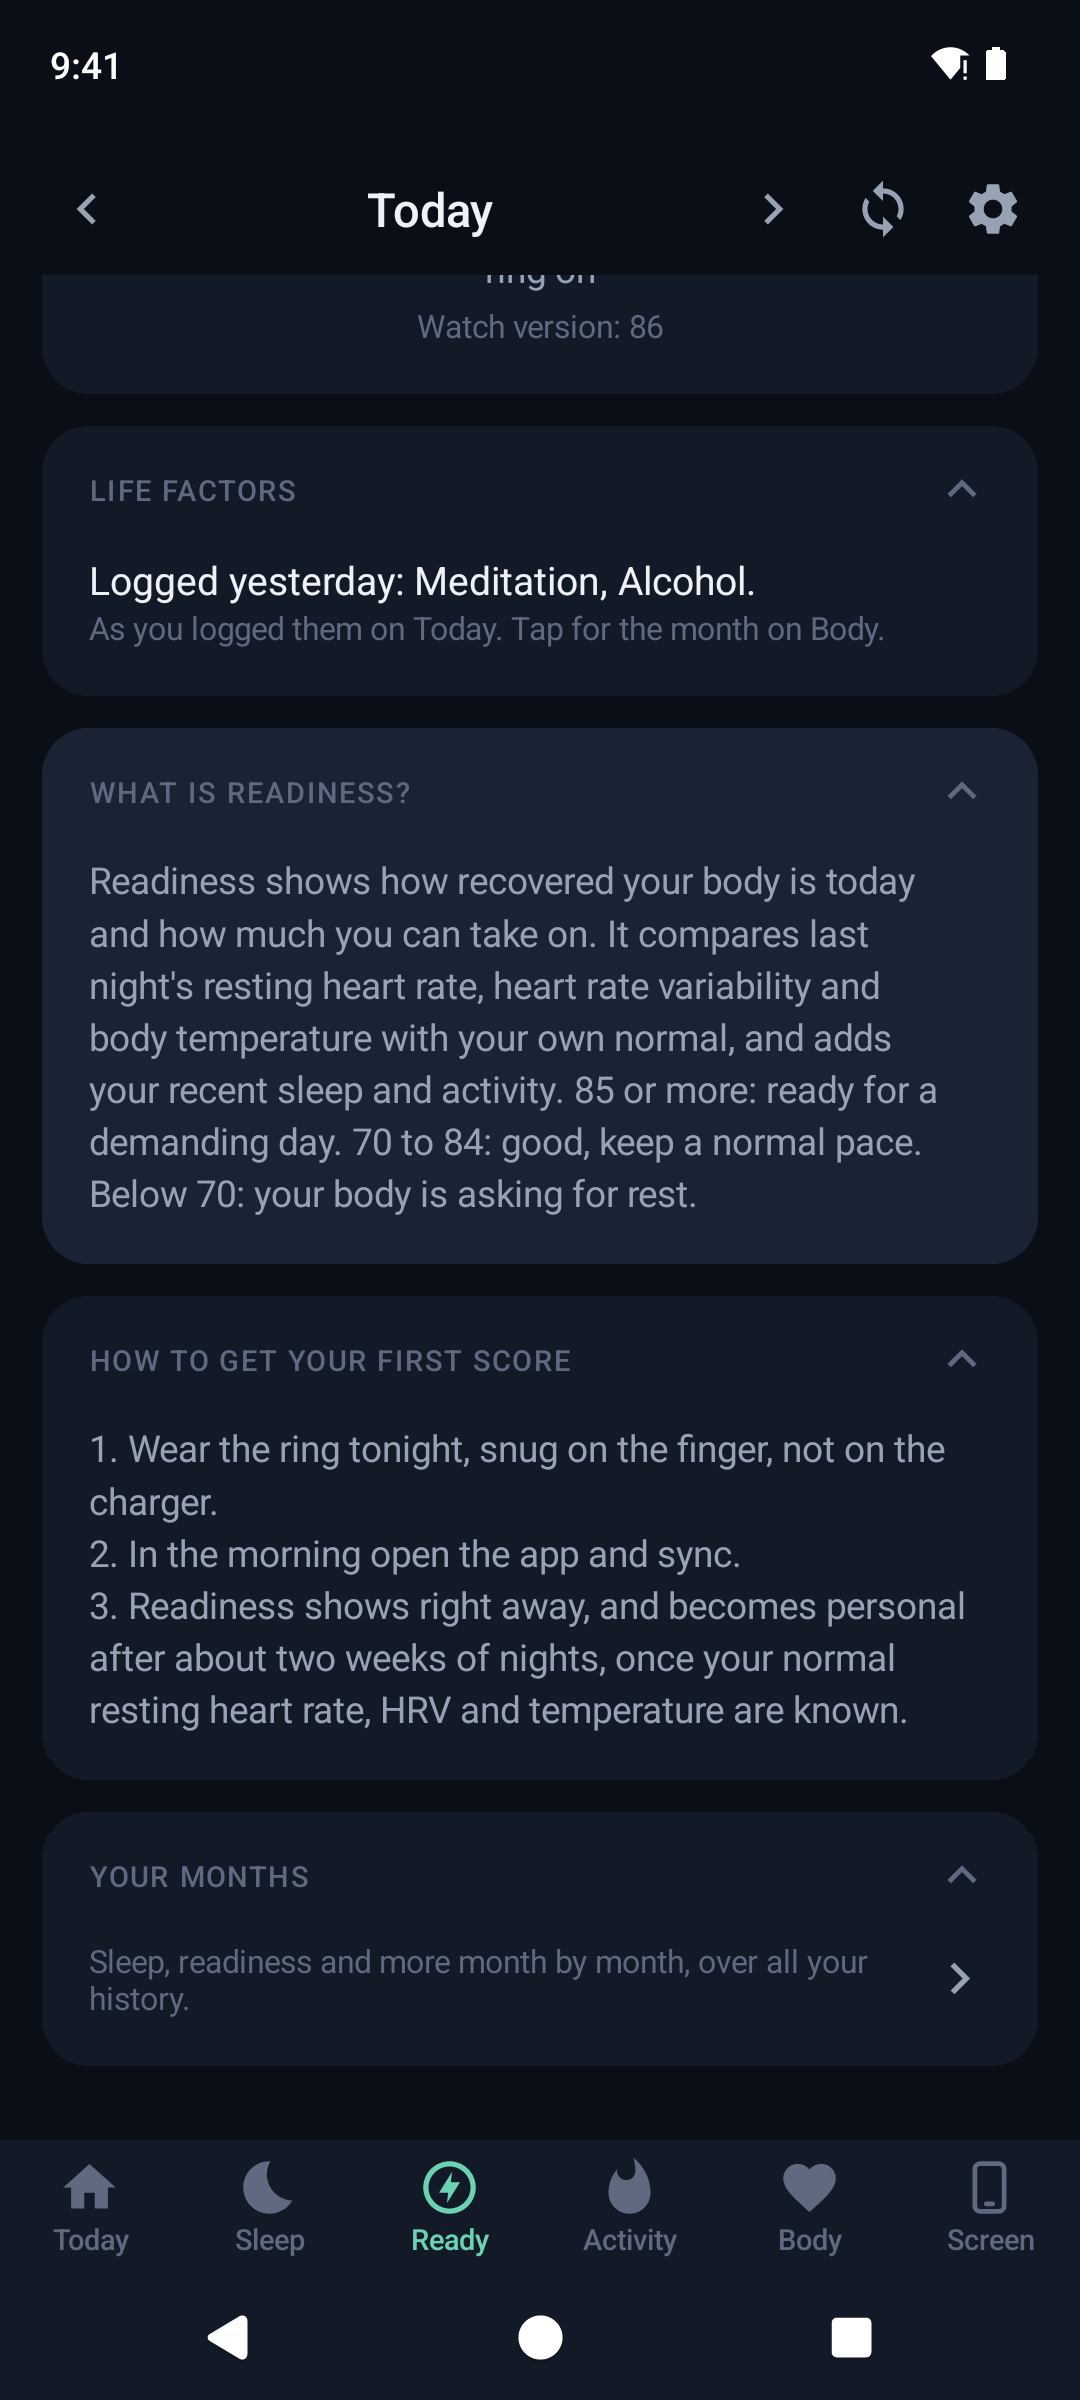 9:41
Today
ring on
Watch version: 86
LIFE FACTORS
Logged yesterday: Meditation, Alcohol.
As you logged them on Today. Tap for the month on Body.
WHAT IS READINESS?
Readiness shows how recovered your body is today
and how much you can take on. It compares last
night's resting heart rate, heart rate variability and
body temperature with your own normal, and adds
your recent sleep and activity. 85 or more: ready for a
demanding day. 70 to 84: good, keep a normal pace.
Below 70: your body is asking for rest.
HOW TO GET YOUR FIRST SCORE
1. Wear the ring tonight, snug on the finger, not on the
charger.
2. In the morning open the app and sync.
3. Readiness shows right away, and becomes personal
after about two weeks of nights, once your normal
resting heart rate, HRV and temperature are known.
YOUR MONTHS
Sleep, readiness and more month by month, over all your
history.
Today
Sleep
Ready
Activity
Body
Screen